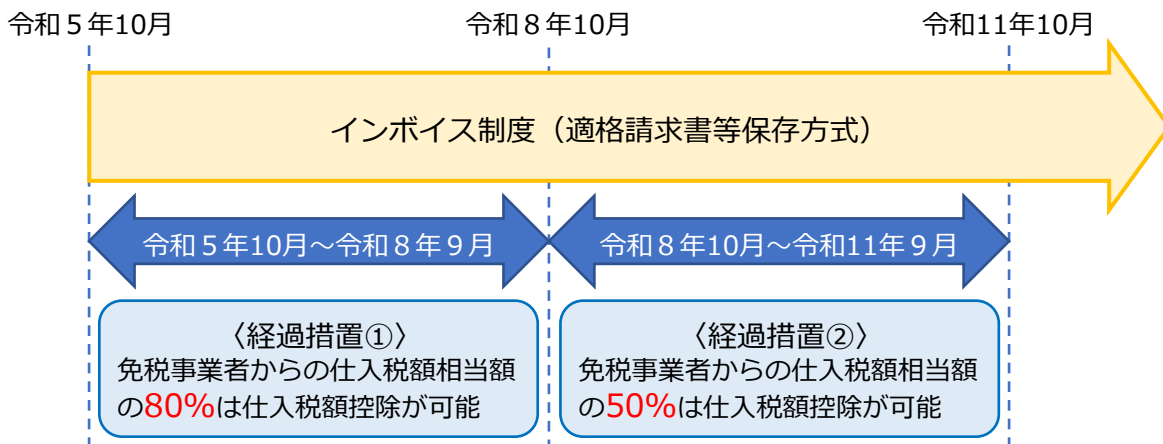 令和５年10月
令和８年10月
令和11年10月
インボイス制度（適格請求書等保存方式）
令和５年10月～令和８年９月
令和８年10月～令和11年９月
〈経過措置①〉
免税事業者からの仕入税額相当額
の80%は仕入税額控除が可能
〈経過措置②〉
免税事業者からの仕入税額相当額
の50%は仕入税額控除が可能